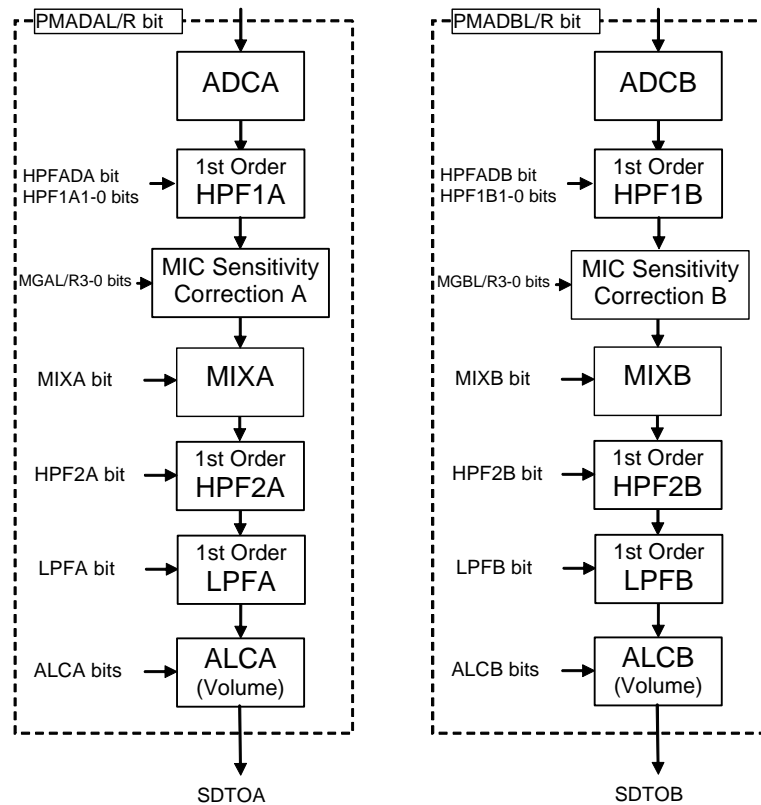 PMADAL/R bit
ADCA
HPFADA bit
HPF1A1-0 bits
1st Order
HPF1A
MGAL/R3-0 bits
MIC Sensitivity
Correction A
MIXA bit
MIXA
HPF2A bit
1st Order
HPF2A
LPFA bit
1st Order
LPFA
ALCA bits
ALCA
(Volume)
SDTOA
PMADBL/R bit
ADCB
HPFADB bit
HPF1B1-0 bits
1st Order
HPF1B
MGBL/R3-0 bits
MIC Sensitivity
Correction B
MIXB bit
MIXB
HPF2B bit
1st Order
HPF2B
LPFB bit
1st Order
LPFB
ALCB bits
ALCB
(Volume)
SDTOB